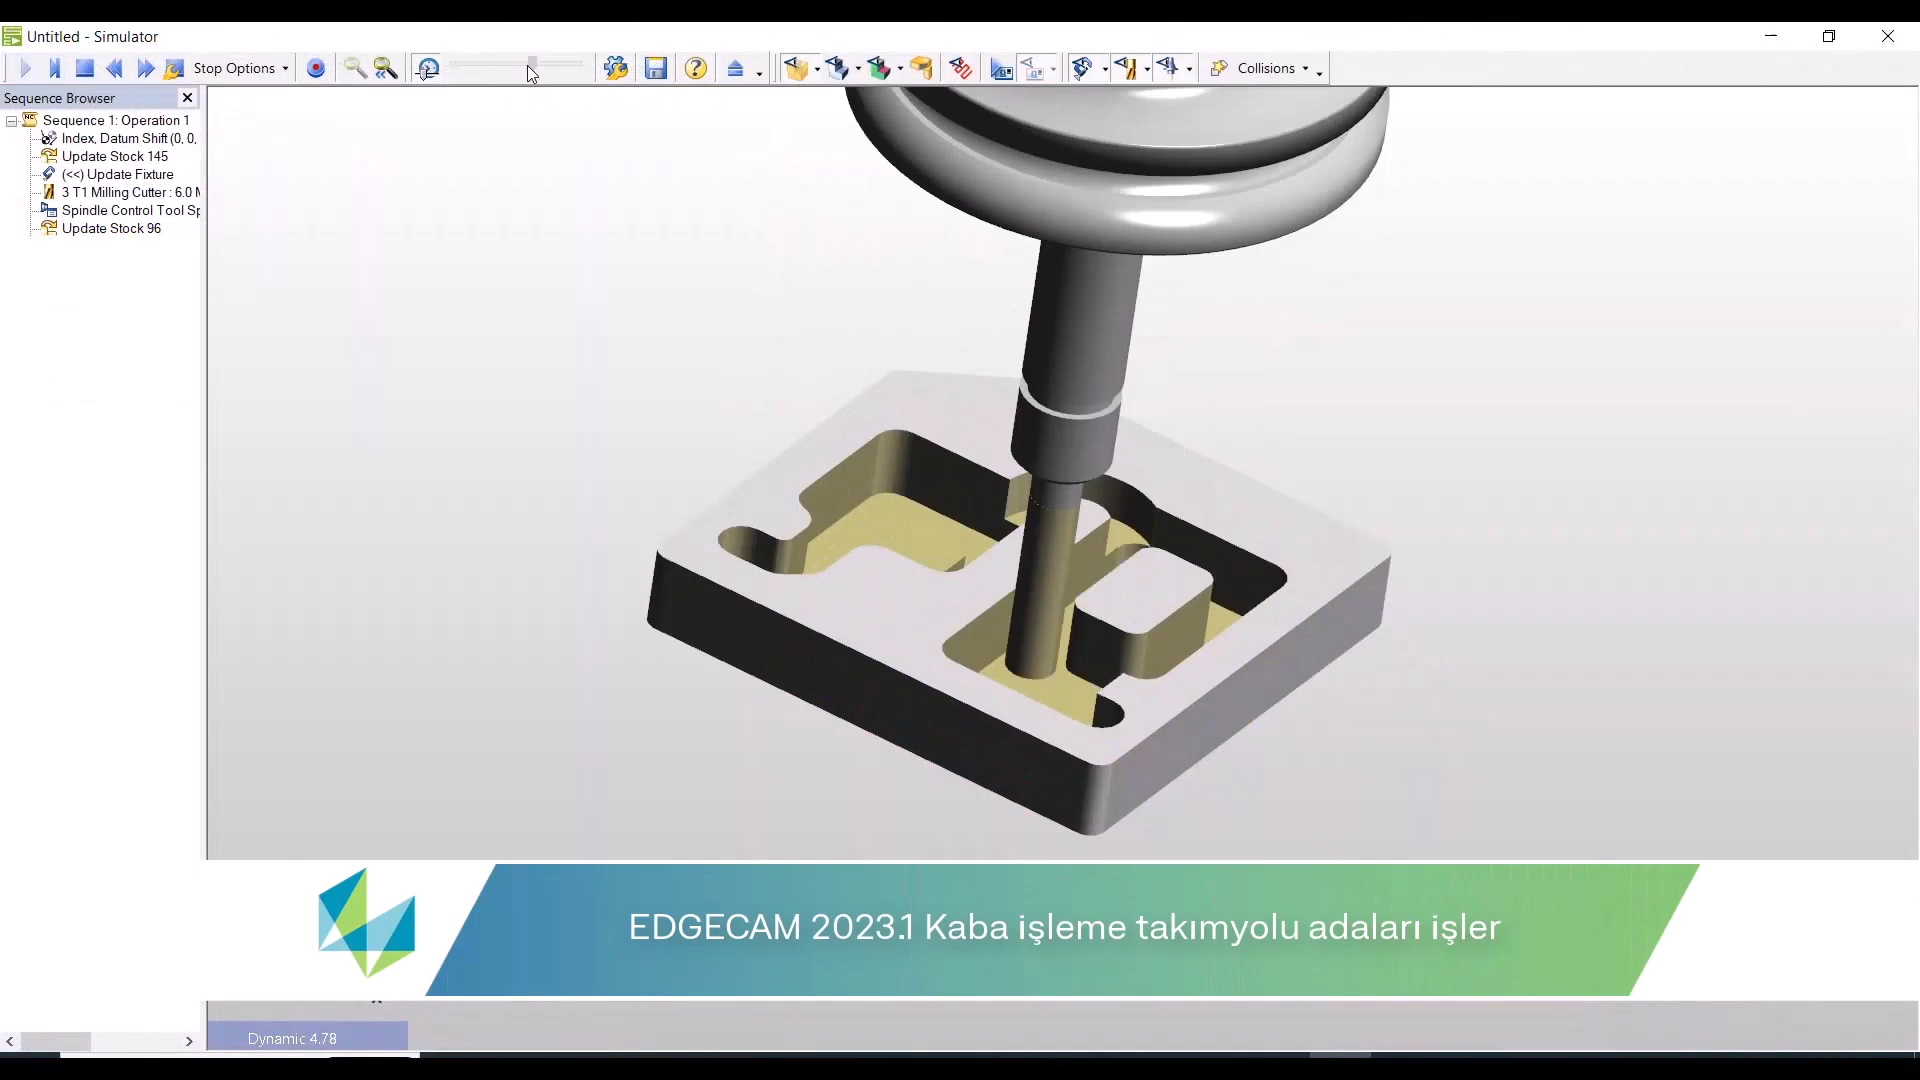 Untitled - Simulator
Stop Options
Collisions
Sequence Browser
Sequence 1: Operation 1
Index, Datum Shift (0, 0,
Update Stock 145
(<<) Update Fixture
3 T1 Milling Cutter : 6.0 M
Spindle Control Tool Sp
Update Stock 96
EDGECAM 2023.1 Kaba işleme takımyolu adaları işler
Dynamic 4.78